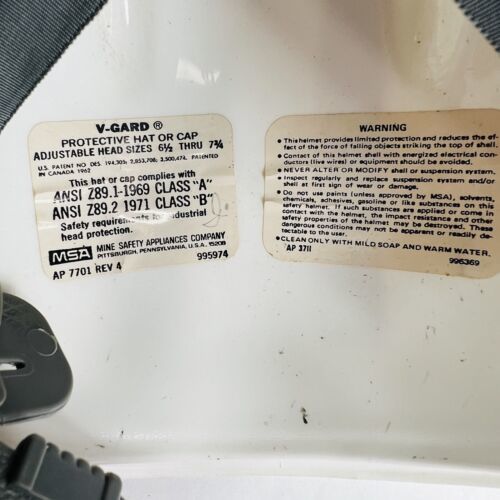 V-GARD ®
PROTECTIVE HAT OR CAP
ADJUSTABLE HEAD SIZES 6½ THRU 7¾
U.S. PATENT NO DES. 194,305; 2,853,708; 3,500,473. PATENTED
IN CANADA 1962
This hat or cap complies with
ANSI Z89.1-1969 CLASS "A"
ANSI Z89.2 1971 CLASS "B"
Safety requirements for industrial
head protection.
MSA
MINE SAFETY APPLIANCES COMPANY
PITTSBURGH, PENNSYLVANIA, U.S.A. 15208
AP 7701 REV 4
995974
WARNING
• This helmet provides limited protection and reduces the ef-
fect of the force of falling objects striking the top of shell.
• Contact of this helmet shell with energized electrical con-
ductors (live wires) or equipment should be avoided.
• NEVER ALTER OR MODIFY shell or suspension system.
• Inspect regularly and replace suspension system and/or
shell at first sign of wear or damage.
• Do not use paints (unless approved by MSA), solvents,
chemicals, adhesives, gasoline or like substances on this
safety helmet. If such substances are applied or come in
contact with the helmet, the impact resistance and other
safety properties of the helmet may be destroyed. These
dangerous conditions may not be apparent or readily de-
tectable to the user.
• CLEAN ONLY WITH MILD SOAP AND WARM WATER.
AP 3711
996369